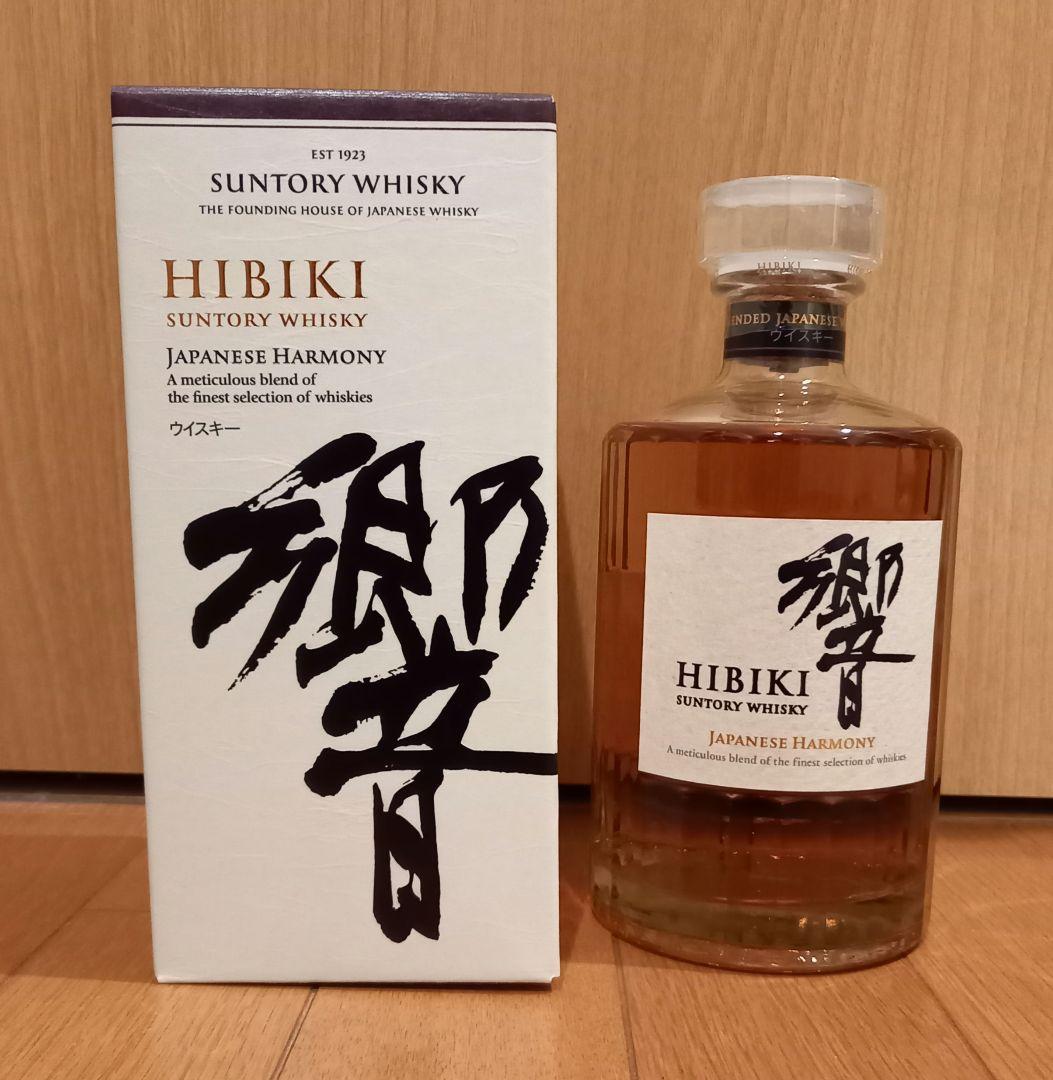 EST 1923
SUNTORY WHISKY
THE FOUNDING HOUSE OF JAPANESE WHISKY
HIBIKI
SUNTORY WHISKY
JAPANESE HARMONY
A meticulous blend of
the finest selection of whiskies
ウイスキー
響
HIBIKI
JAPANESE
ウイスキー
響
HIBIKI
SUNTORY WHISKY
JAPANESE HARMONY
A meticulous blend of the finest selection of whiskies